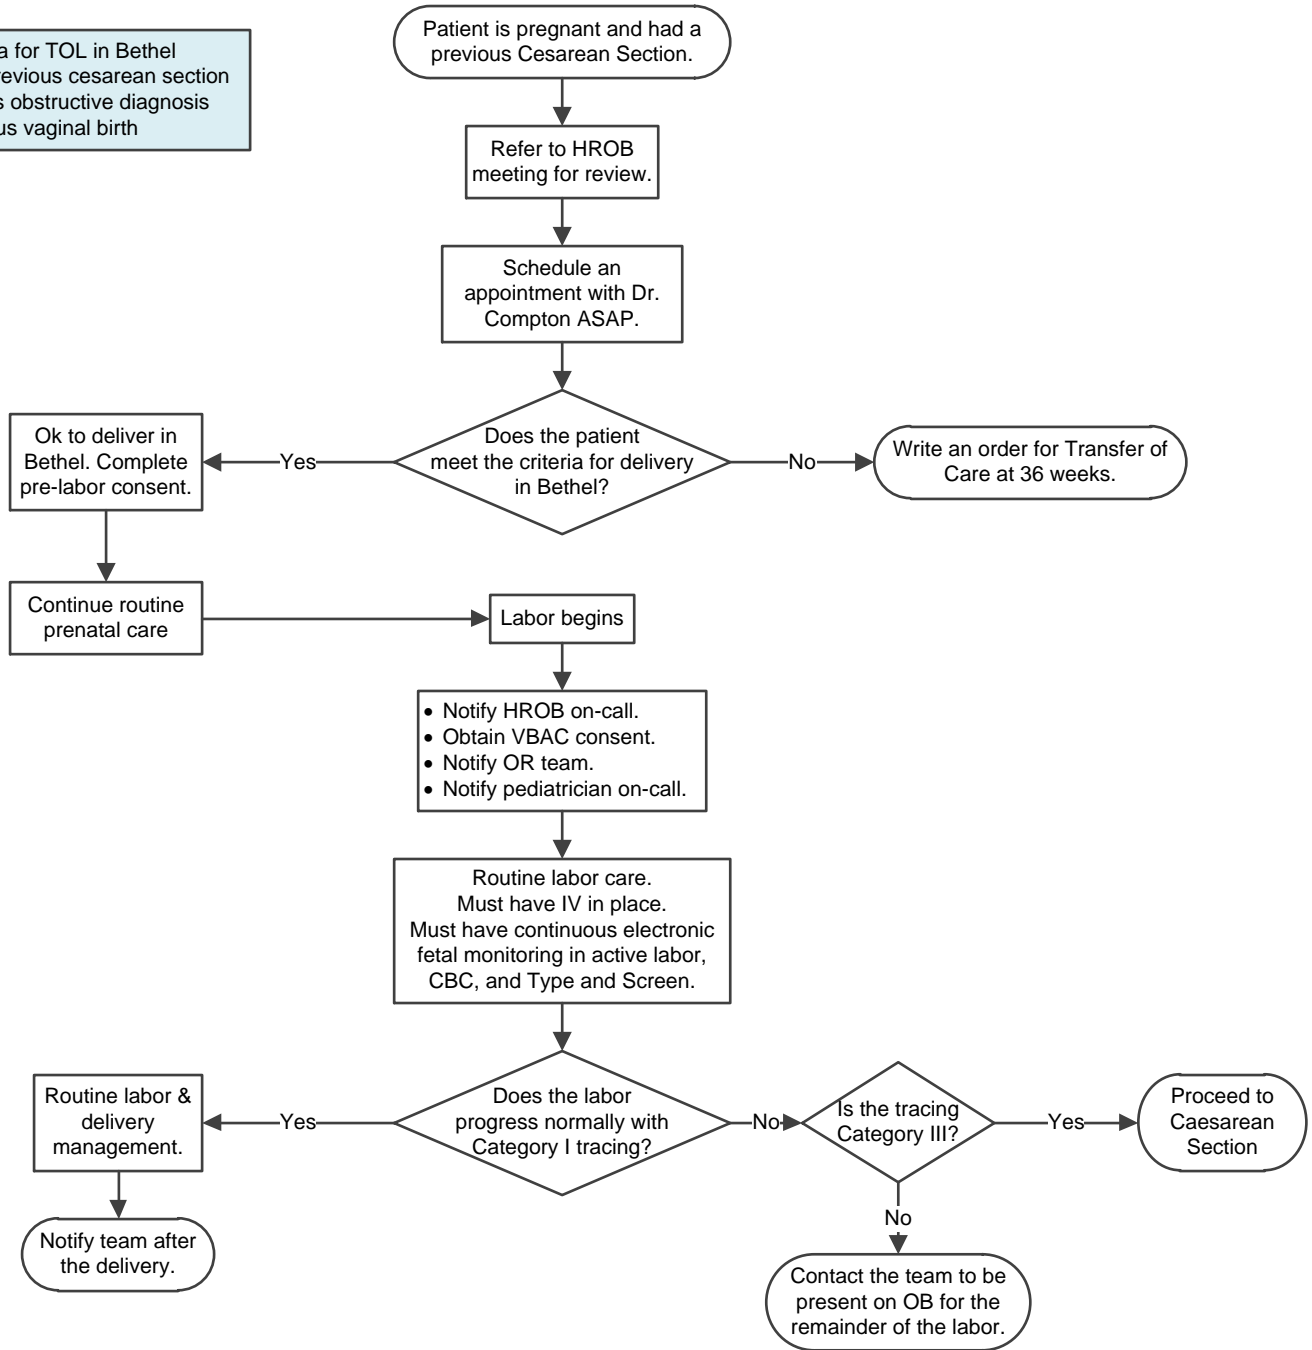 a for TOL in Bethel
previous cesarean section
s obstructive diagnosis
us vaginal birth
Patient is pregnant and had a
previous Cesarean Section.
Refer to HROB
meeting for review.
Schedule an
appointment with Dr.
Compton ASAP.
Does the patient
meet the criteria for delivery
in Bethel?
Yes
No
Ok to deliver in
Bethel. Complete
pre-labor consent.
Write an order for Transfer of
Care at 36 weeks.
Continue routine
prenatal care
Labor begins
• Notify HROB on-call.
• Obtain VBAC consent.
• Notify OR team.
• Notify pediatrician on-call.
Routine labor care.
Must have IV in place.
Must have continuous electronic
fetal monitoring in active labor,
CBC, and Type and Screen.
Does the labor
progress normally with
Category I tracing?
Yes
No
Routine labor &
delivery
management.
Notify team after
the delivery.
Is the tracing
Category III?
Yes
No
Proceed to
Caesarean
Section
Contact the team to be
present on OB for the
remainder of the labor.